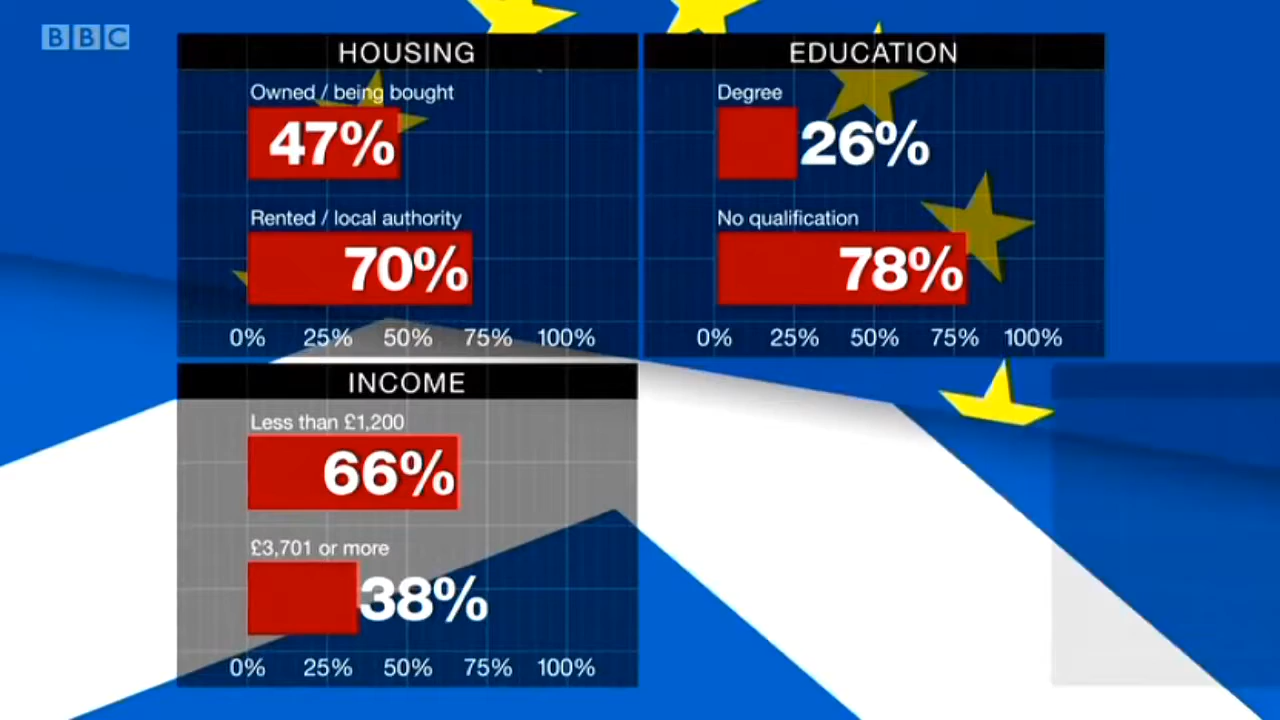 BBC
HOUSING
Owned / being bought
47%
Rented / local authority
70%
0% 25% 50% 75% 100%
EDUCATION
Degree
26%
No qualification
78%
0% 25% 50% 75% 100%
INCOME
Less than £1,200
66%
£3,701 or more
38%
0% 25% 50% 75% 100%